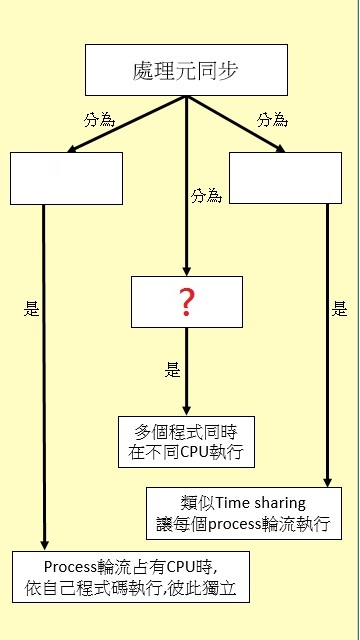 處理元同步
分為
分為
分為
?
是
是
是
多個程式同時
在不同CPU執行
類似Time sharing
讓每個process輪流執行
Process輪流占有CPU時,
依自己程式碼執行,彼此獨立